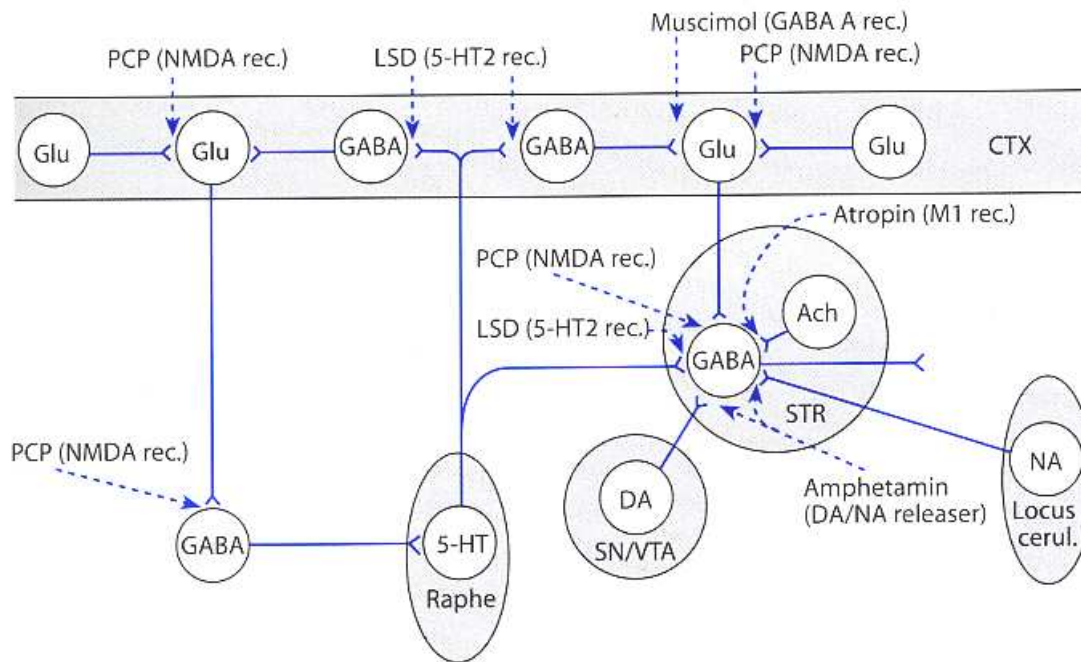 Muscimol (GABA A rec.)
PCP (NMDA rec.)
LSD (5-HT2 rec.)
PCP (NMDA rec.)
Glu
Glu
GABA
GABA
Glu
Glu
CTX
Atropin (M1 rec.)
PCP (NMDA rec.)
Ach
LSD (5-HT2 rec.)
GABA
STR
PCP (NMDA rec.)
NA
DA
Amphetamin
(DA/NA releaser)
Locus
cerul.
GABA
5-HT
SN/VTA
Raphe